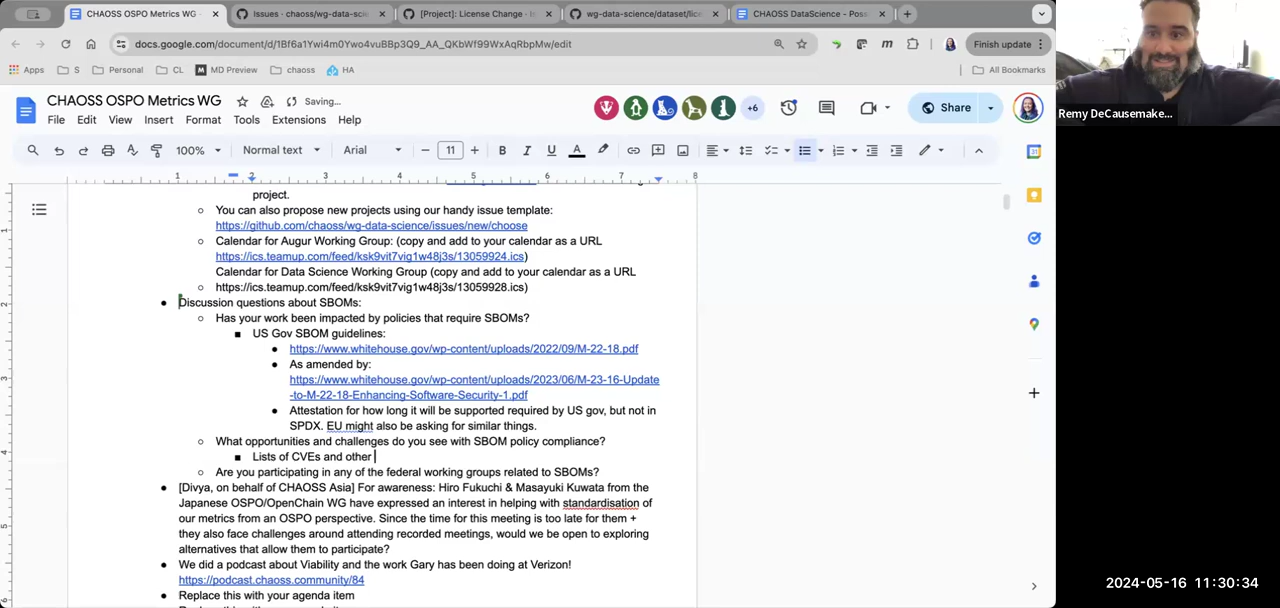 CHAOSS OSPO Metrics WG
Issues · chaoss/wg-data-scie
[Project]: License Change · Is
wg-data-science/dataset/lice
CHAOSS DataScience - Poss
docs.google.com/document/d/1Bf6a1Ywi4m0Ywo4vuBBp3Q9_AA_QKbWf99WxAqRbpMw/edit
Finish update
Apps
S
Personal
CL
MD Preview
chaoss
HA
All Bookmarks
CHAOSS OSPO Metrics WG
Saving...
+6
Share
File Edit View Insert Format Tools Extensions Help
100%
Normal text
Arial
11
1 2 3 4 5 6 7 8
project.
You can also propose new projects using our handy issue template:
https://github.com/chaoss/wg-data-science/issues/new/choose
Calendar for Augur Working Group: (copy and add to your calendar as a URL
https://ics.teamup.com/feed/ksk9vit7vig1w48j3s/13059924.ics)
Calendar for Data Science Working Group (copy and add to your calendar as a URL
https://ics.teamup.com/feed/ksk9vit7vig1w48j3s/13059928.ics)
Discussion questions about SBOMs:
Has your work been impacted by policies that require SBOMs?
US Gov SBOM guidelines:
https://www.whitehouse.gov/wp-content/uploads/2022/09/M-22-18.pdf
As amended by:
https://www.whitehouse.gov/wp-content/uploads/2023/06/M-23-16-Update
-to-M-22-18-Enhancing-Software-Security-1.pdf
Attestation for how long it will be supported required by US gov, but not in
SPDX. EU might also be asking for similar things.
What opportunities and challenges do you see with SBOM policy compliance?
Lists of CVEs and other
Are you participating in any of the federal working groups related to SBOMs?
[Divya, on behalf of CHAOSS Asia] For awareness: Hiro Fukuchi & Masayuki Kuwata from the
Japanese OSPO/OpenChain WG have expressed an interest in helping with standardisation of
our metrics from an OSPO perspective. Since the time for this meeting is too late for them +
they also face challenges around attending recorded meetings, would we be open to exploring
alternatives that allow them to participate?
We did a podcast about Viability and the work Gary has been doing at Verizon!
https://podcast.chaoss.community/84
Replace this with your agenda item
Remy DeCausemake...
2024-05-16 11:30:34